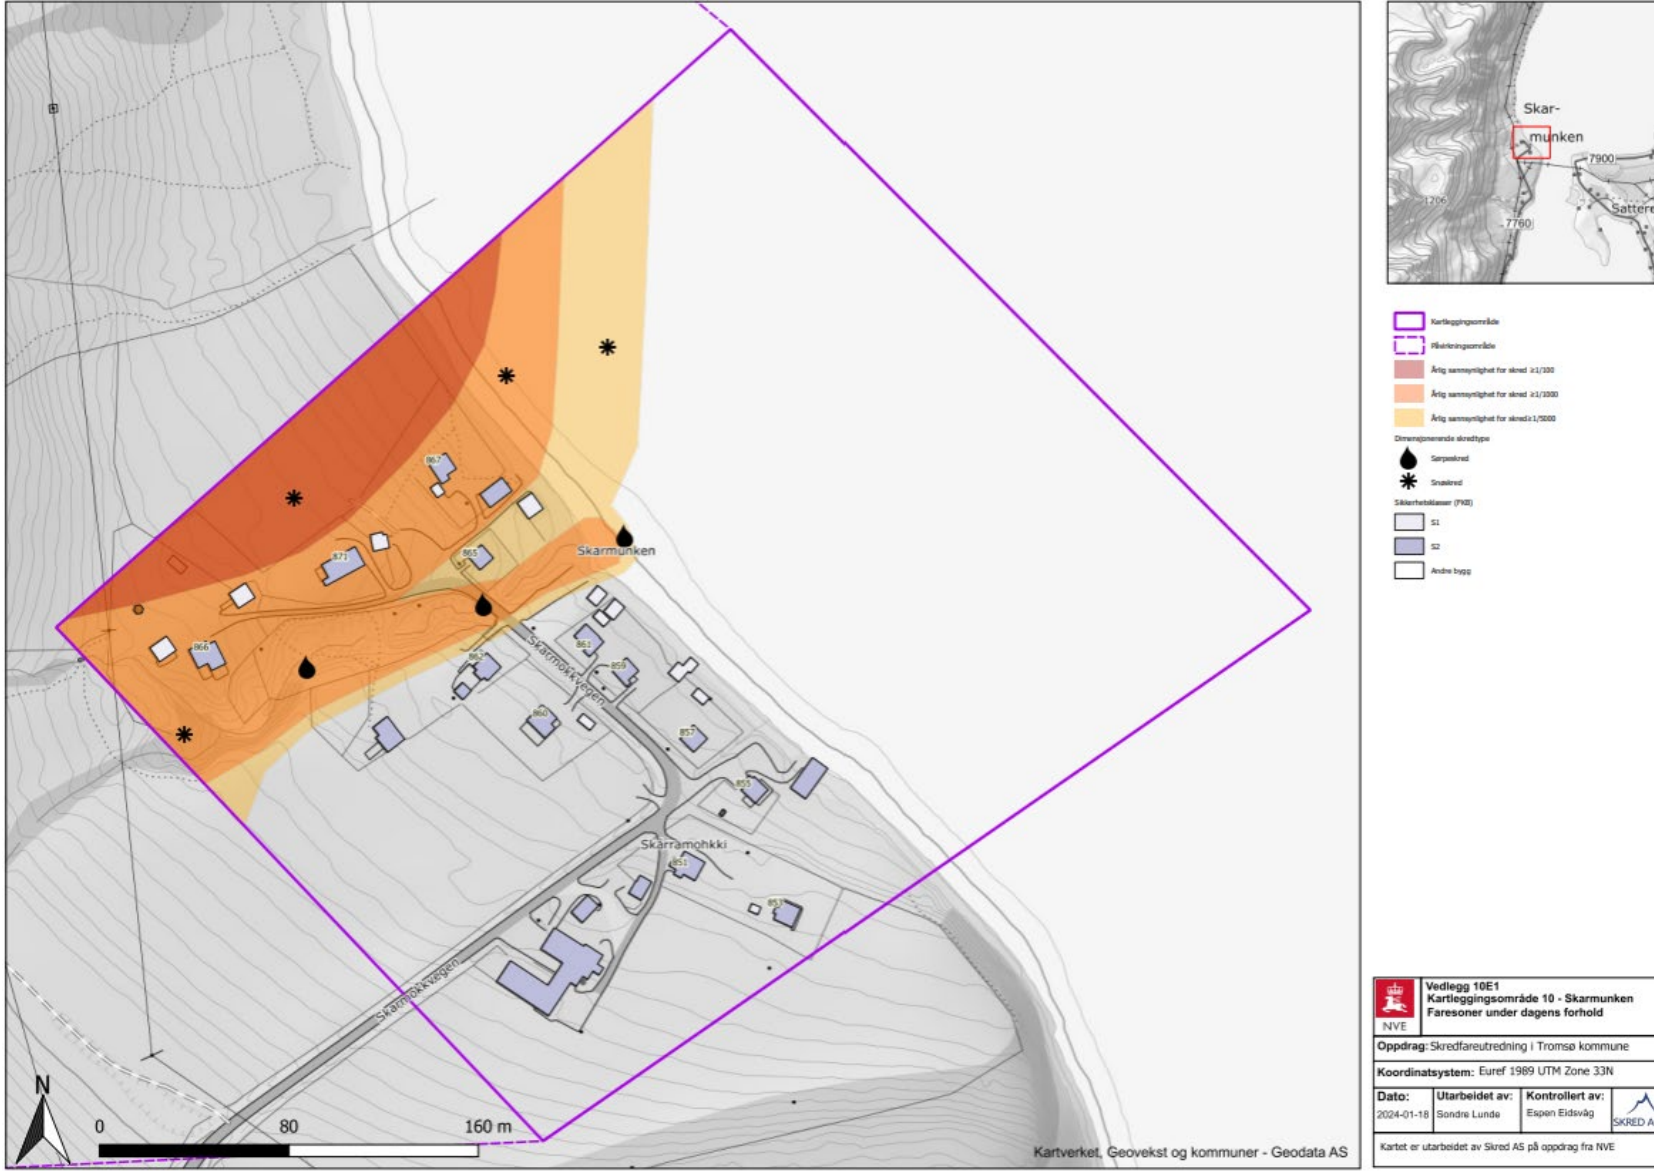 Skar-
munken
7900
1206
7760
867
865
871
866
Skarmunken
862
861
859
860
857
855
851
853
Skarmokkvegen
Skárramohkki
Skarmokkvegen
N
0 80 160 m
Kartverket, Geovekst og kommuner - Geodata AS
Kartleggingsområde
Påvirkningsområde
Årlig sannsynlighet for skred ≥1/100
Årlig sannsynlighet for skred ≥1/1000
Årlig sannsynlighet for skred≥1/5000
Dimensjonerende skredtype
Sørpeskred
Snøskred
Sikkerhetsklasser (FKB)
S1
S2
Andre bygg
NVE
Vedlegg 10E1
Kartleggingsområde 10 - Skarmunken
Faresoner under dagens forhold
Oppdrag: Skredfareutredning i Tromsø kommune
Koordinatsystem: Euref 1989 UTM Zone 33N
Dato: Utarbeidet av: Kontrollert av:
2024-01-18 Sondre Lunde Espen Eidsvåg
SKRED A
Kartet er utarbeidet av Skred AS på oppdrag fra NVE